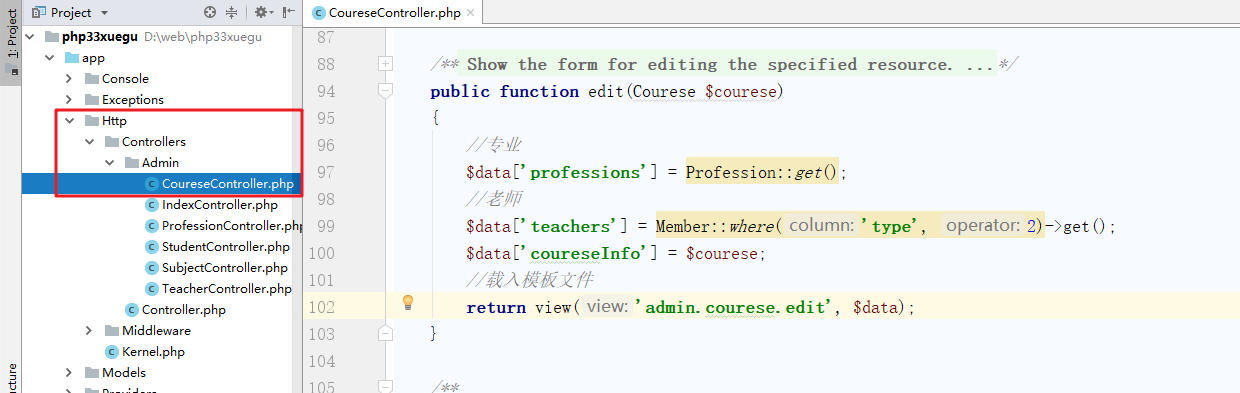 1: Project
Project
php33xuegu D:\web\php33xuegu
app
Console
Exceptions
Http
Controllers
Admin
CoureseController.php
IndexController.php
ProfessionController.php
StudentController.php
SubjectController.php
TeacherController.php
Controller.php
Middleware
Kernel.php
Models
Providers
CoureseController.php
87
88 /** Show the form for editing the specified resource. ...*/
94 public function edit(Courese $courese)
95 {
96 //专业
97 $data['professions'] = Profession::get();
98 //老师
99 $data['teachers'] = Member::where( column: 'type', operator: 2)->get();
100 $data['coureseInfo'] = $courese;
101 //载入模板文件
102 return view( view: 'admin.courese.edit', $data);
103 }
104
105 /**